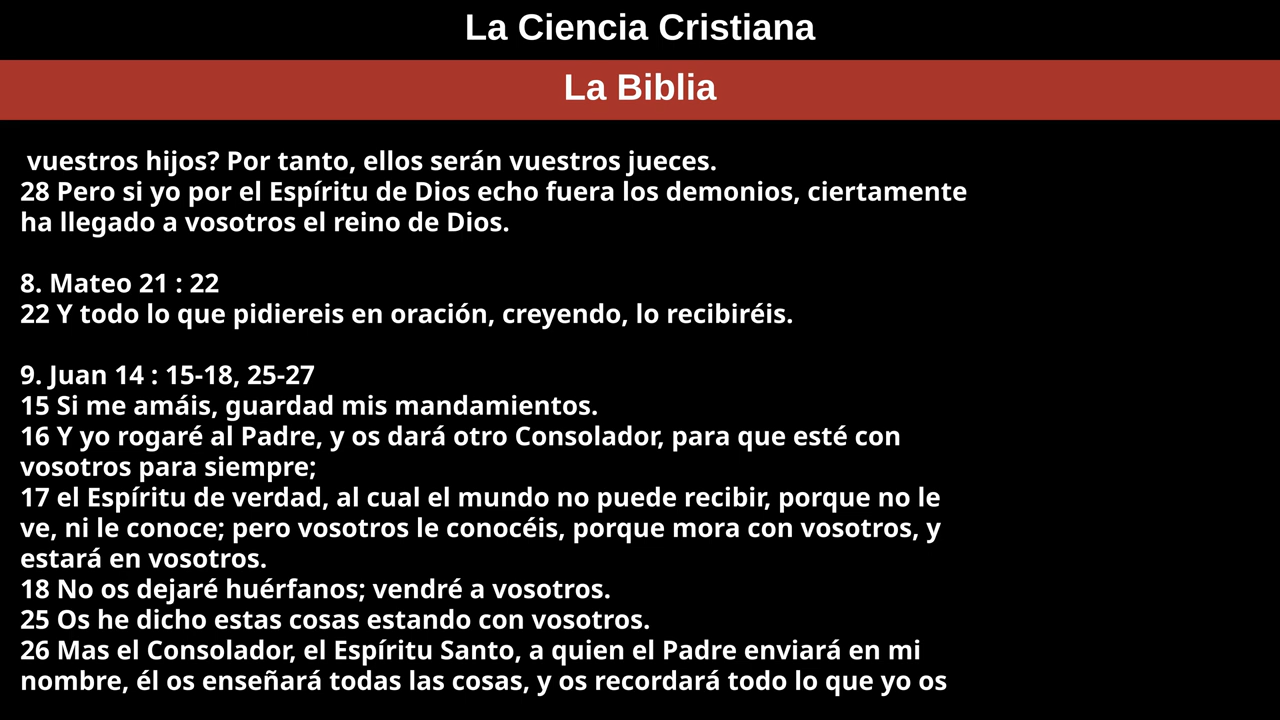 La Ciencia Cristiana
La Biblia
vuestros hijos? Por tanto, ellos serán vuestros jueces.
28 Pero si yo por el Espíritu de Dios echo fuera los demonios, ciertamente
ha llegado a vosotros el reino de Dios.
8. Mateo 21 : 22
22 Y todo lo que pidiereis en oración, creyendo, lo recibiréis.
9. Juan 14 : 15-18, 25-27
15 Si me amáis, guardad mis mandamientos.
16 Y yo rogaré al Padre, y os dará otro Consolador, para que esté con
vosotros para siempre;
17 el Espíritu de verdad, al cual el mundo no puede recibir, porque no le
ve, ni le conoce; pero vosotros le conocéis, porque mora con vosotros, y
estará en vosotros.
18 No os dejaré huérfanos; vendré a vosotros.
25 Os he dicho estas cosas estando con vosotros.
26 Mas el Consolador, el Espíritu Santo, a quien el Padre enviará en mi
nombre, él os enseñará todas las cosas, y os recordará todo lo que yo os